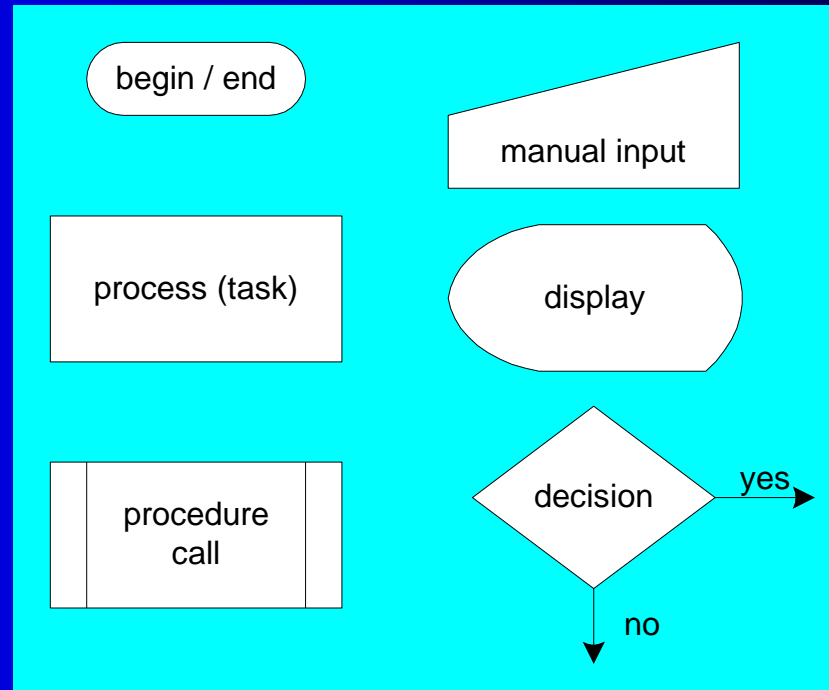 begin / end
manual input
process (task)
display
procedure
call
decision
yes
no